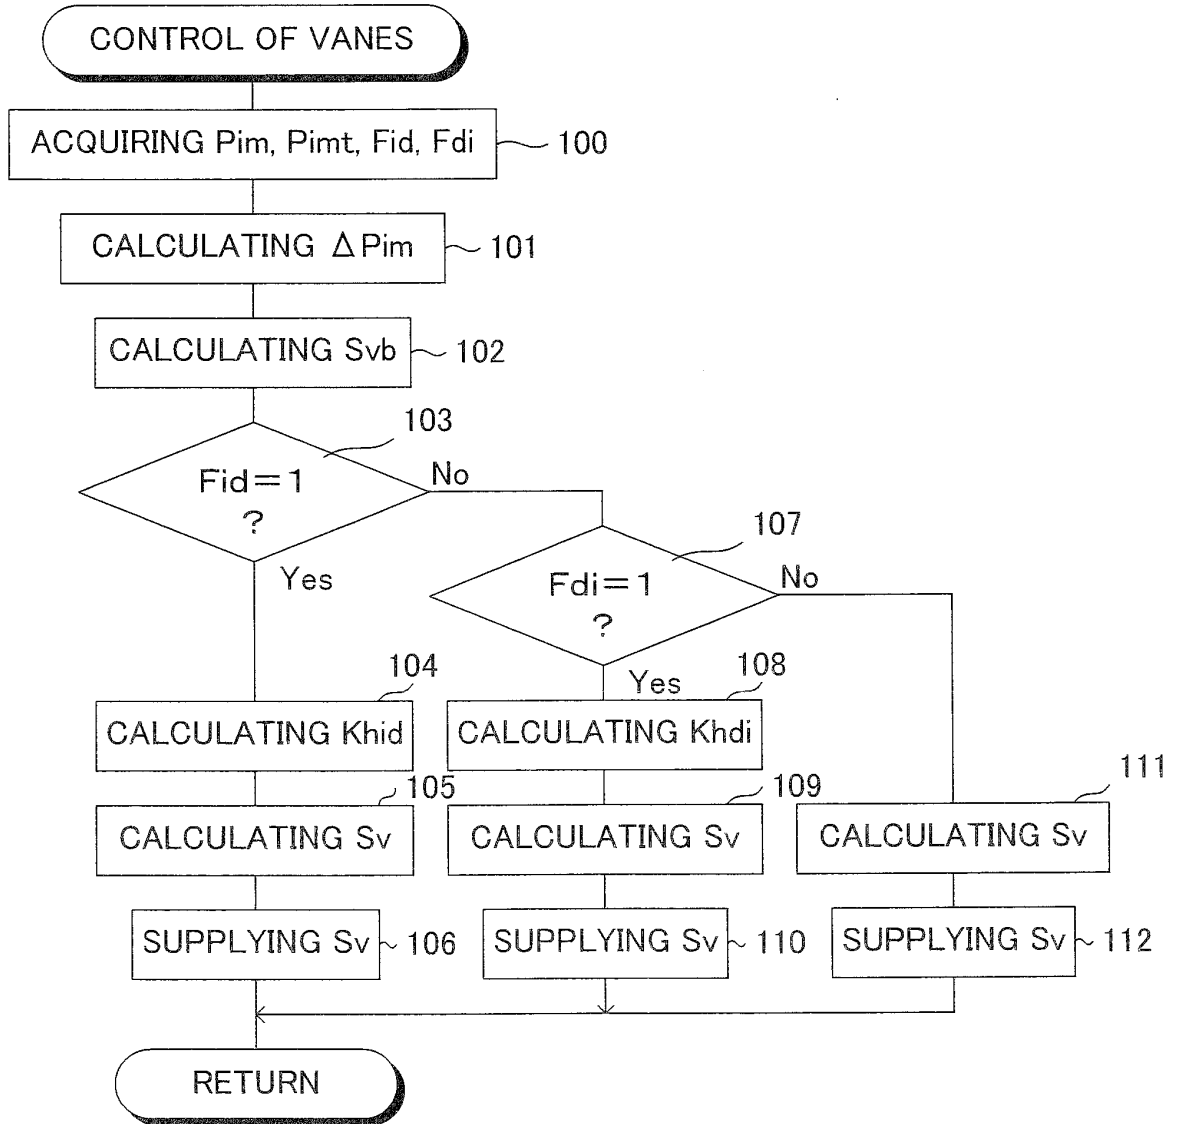 CONTROL OF VANES
ACQUIRING Pim, Pimt, Fid, Fdi
100
CALCULATING Δ Pim
101
CALCULATING Svb
102
103
Fid=1
?
No
Yes
107
Fdi=1
?
No
Yes
104
CALCULATING Khid
108
CALCULATING Khdi
105
CALCULATING Sv
109
CALCULATING Sv
111
CALCULATING Sv
SUPPLYING Sv
106
SUPPLYING Sv
110
SUPPLYING Sv
112
RETURN